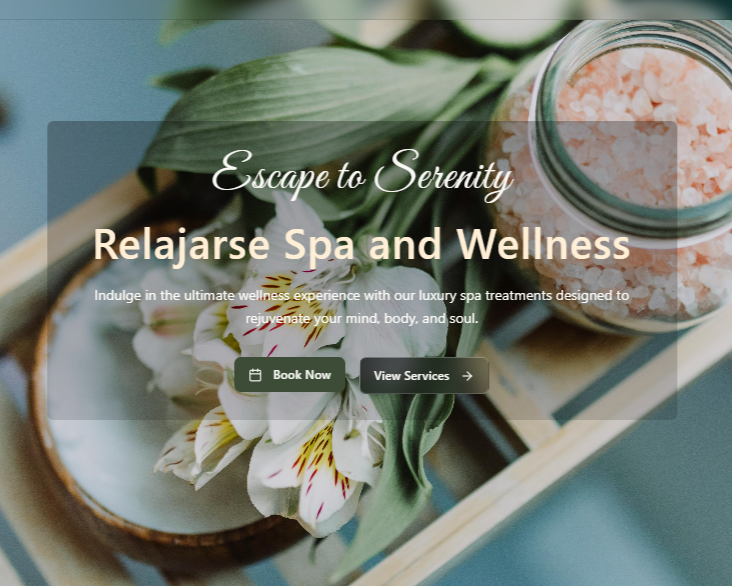 Escape to Serenity
Relajarse Spa and Wellness
Indulge in the ultimate wellness experience with our luxury spa treatments designed to
rejuvenate your mind, body, and soul.
Book Now
View Services